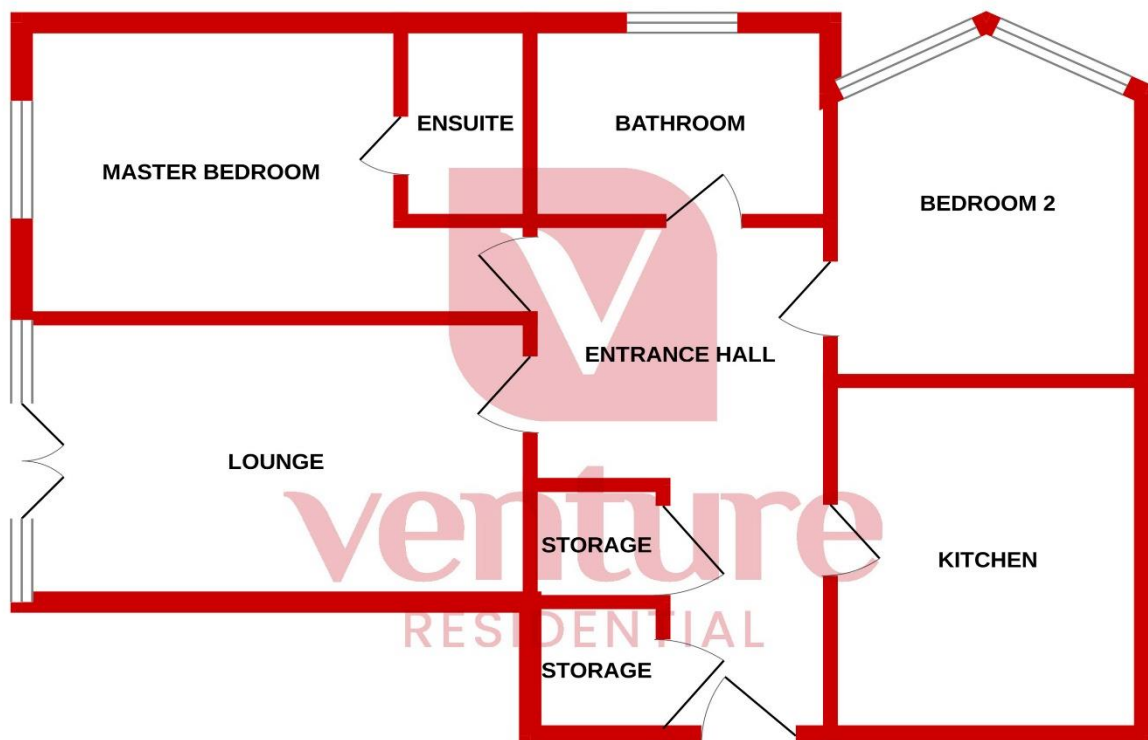 ENSUITE
BATHROOM
MASTER BEDROOM
BEDROOM 2
ENTRANCE HALL
LOUNGE
venture
STORAGE
KITCHEN
RESIDENTIAL
STORAGE